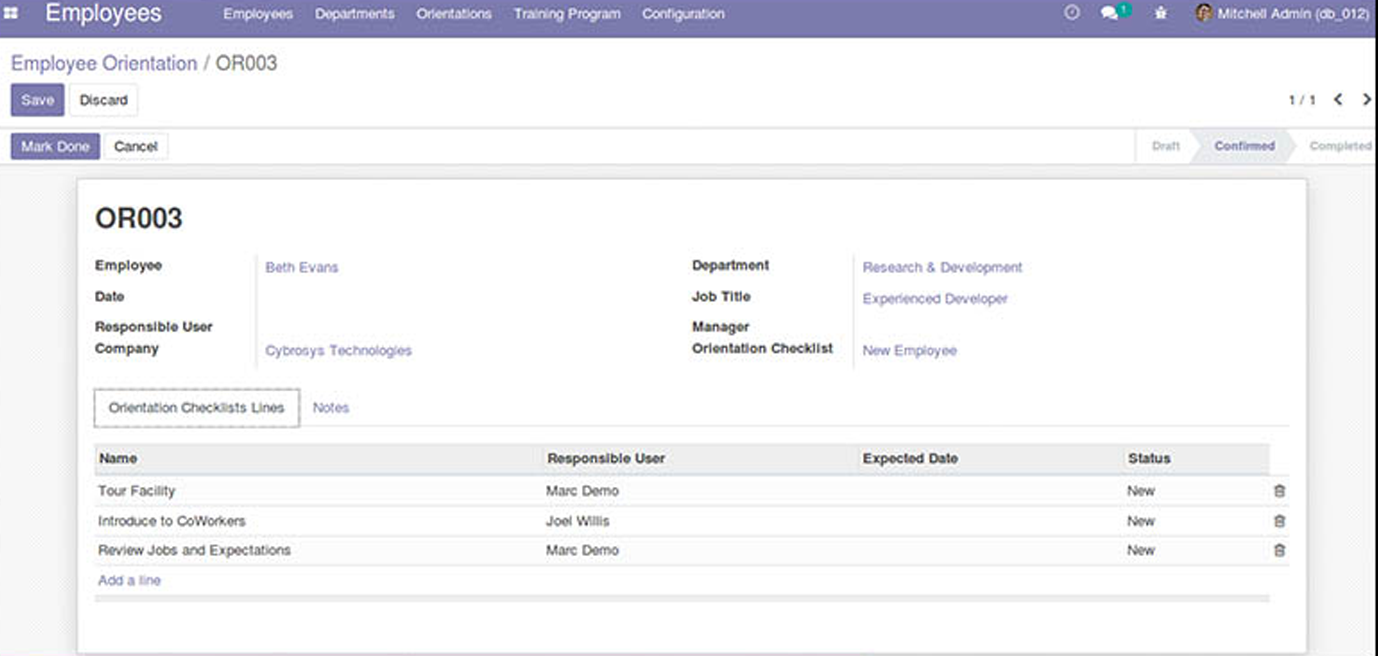 Employees Employees Departments Orientations Training Program Configuration 1 Mitchell Admin (db_012)
Employee Orientation / OR003
Save Discard 1 / 1
Mark Done Cancel Draft Confirmed Completed
OR003
Employee Beth Evans Department Research & Development
Date Job Title Experienced Developer
Responsible User Manager
Company Cybrosys Technologies Orientation Checklist New Employee
Orientation Checklists Lines Notes
Name Responsible User Expected Date Status
Tour Facility Marc Demo New
Introduce to CoWorkers Joel Willis New
Review Jobs and Expectations Marc Demo New
Add a line